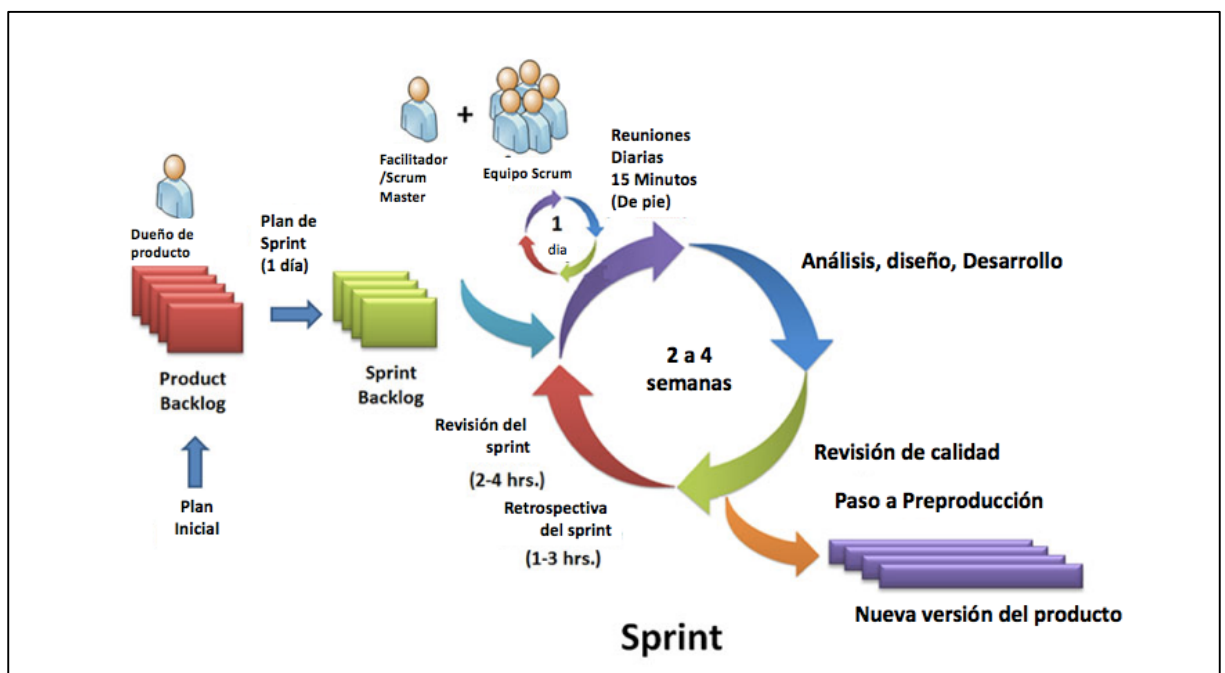 Facilitador
/Scrum
Master
+
Equipo Scrum
Reuniones
Diarias
15 Minutos
(De pie)
Dueño de
producto
Plan de
Sprint
(1 día)
1
dia
Análisis, diseño, Desarrollo
2 a 4
semanas
Product
Backlog
Sprint
Backlog
Revisión del
sprint
(2-4 hrs.)
Retrospectiva
del sprint
(1-3 hrs.)
Revisión de calidad
Paso a Preproducción
Plan
Inicial
Nueva versión del producto
Sprint